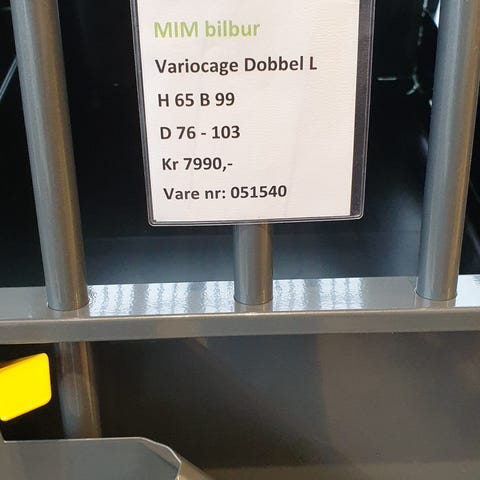 MIM bilbur
Variocage Dobbel L
H 65 B 99
D 76 - 103
Kr 7990,-
Vare nr: 051540